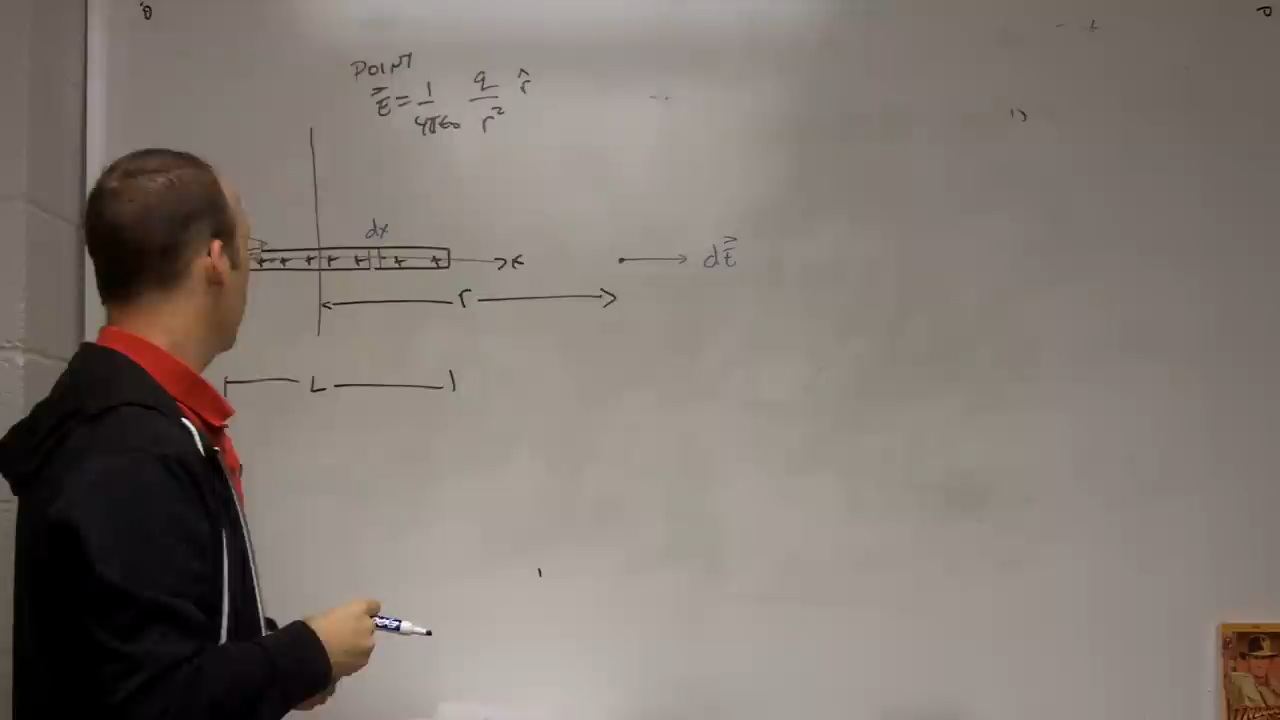 POINT
E⃗ = 1/4πε₀ q/r² r̂
dx
+ + + + + + +
x
dE⃗
r
L